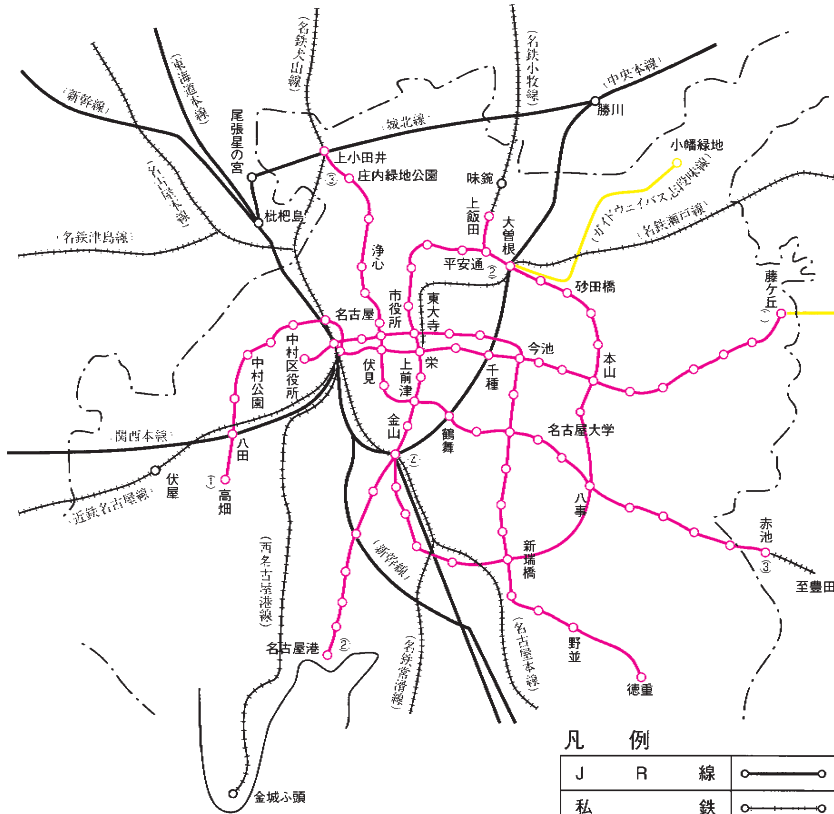 (名鉄犬山線)
(東海道本線)
(新幹線)
尾張星の宮
(城北線)
(名鉄小牧線)
(中央本線)
勝川
小幡緑地
上小田井
③
庄内緑地公園
味鋺
上飯田
(ガイドウェイバス志段味線)
(名鉄瀬戸線)
(名古屋本線)
枇杷島
(名鉄津島線)
浄心
平安通
大曽根
②
砂田橋
藤ケ丘
名古屋
市役所
東大寺
中村区役所
中村公園
伏見
上前津
栄
千種
今池
本山
(関西本線)
八田
金山
②
鶴舞
名古屋大学
伏屋
(近鉄名古屋線)
①
高畑
八事
赤池
③
至豊田
(西名古屋港線)
(新幹線)
新瑞橋
名古屋港
②
(名鉄常滑線)
(名古屋本線)
野並
徳重
金城ふ頭
凡 例
J R 線
私 鉄